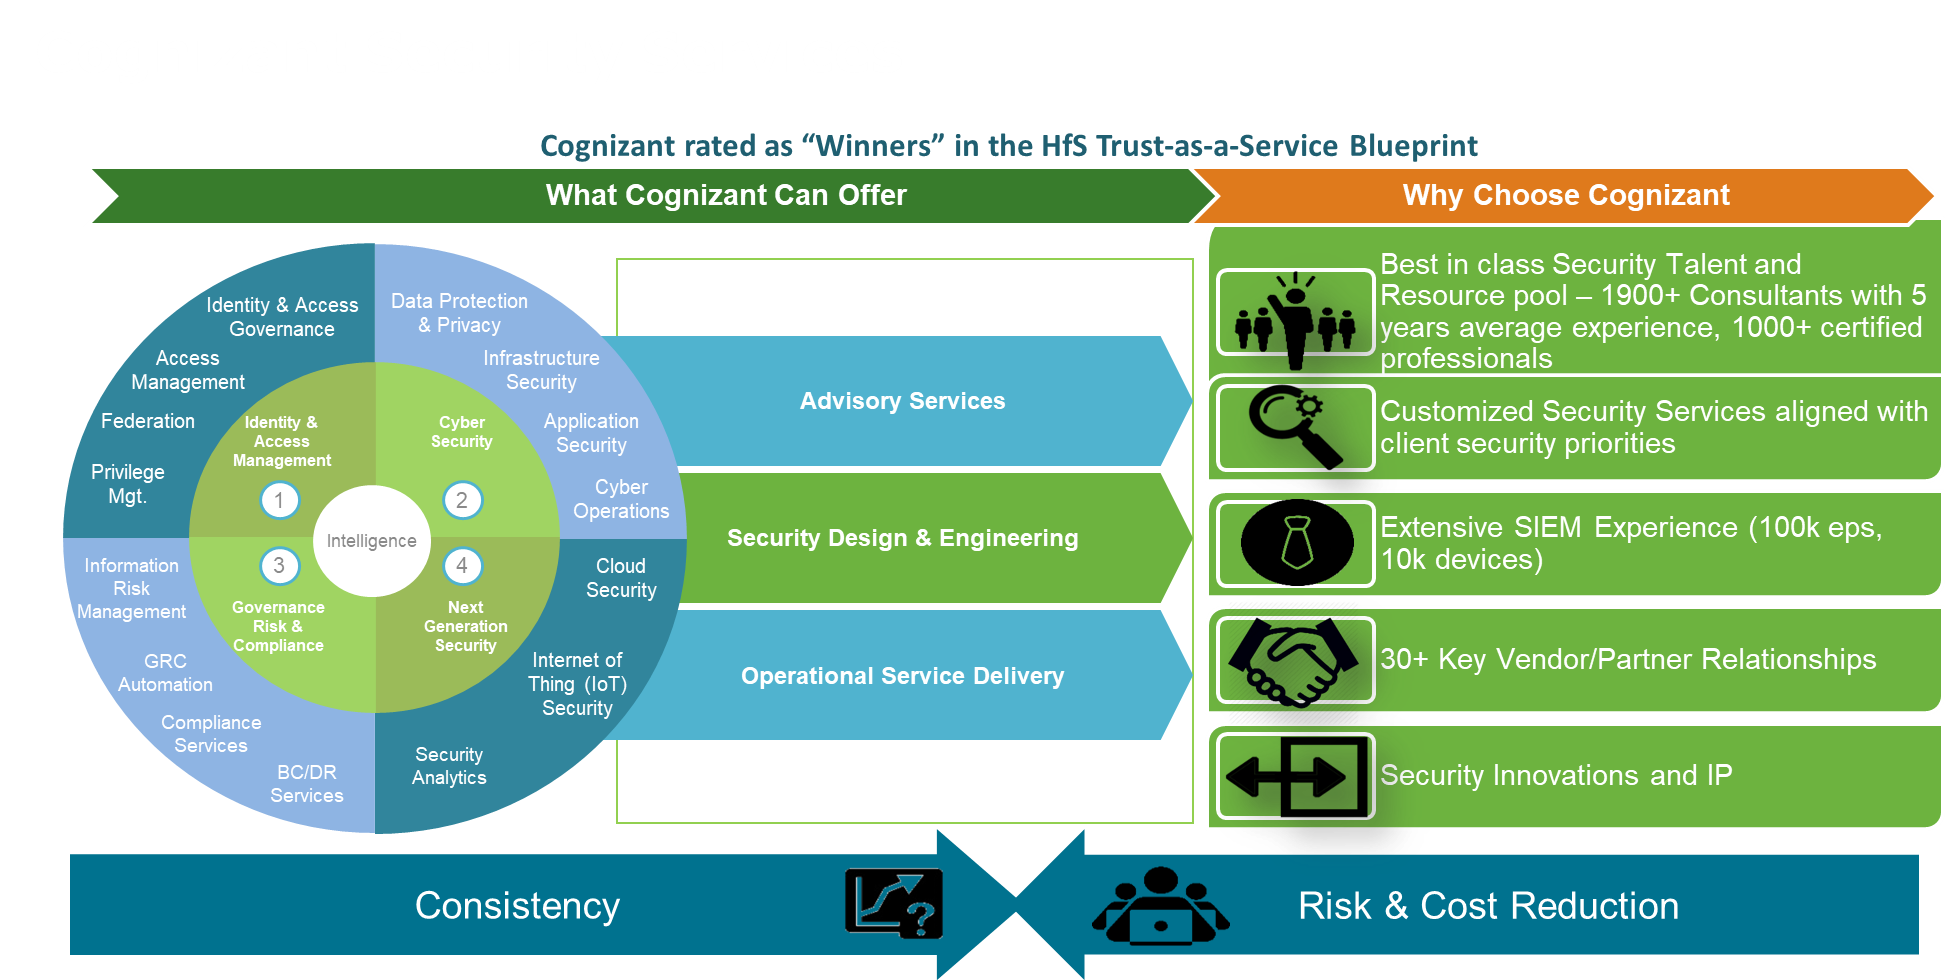 Cognizant rated as “Winners” in the HfS Trust-as-a-Service Blueprint
What Cognizant Can Offer
Why Choose Cognizant
Identity & Access
Governance
Access
Management
Federation
Privilege
Mgt.
Data Protection
& Privacy
Infrastructure
Security
Application
Security
Cyber
Operations
Identity &
Access
Management
1
Cyber
Security
2
Intelligence
3
Governance
Risk &
Compliance
4
Next
Generation
Security
Information
Risk
Management
GRC
Automation
Compliance
Services
BC/DR
Services
Cloud
Security
Internet of
Thing (IoT)
Security
Security
Analytics
Advisory Services
Security Design & Engineering
Operational Service Delivery
Best in class Security Talent and
Resource pool – 1900+ Consultants with 5
years average experience, 1000+ certified
professionals
Customized Security Services aligned with
client security priorities
Extensive SIEM Experience (100k eps,
10k devices)
30+ Key Vendor/Partner Relationships
Security Innovations and IP
Consistency
?
Risk & Cost Reduction